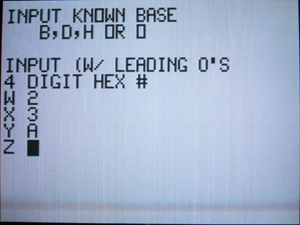 INPUT KNOWN BASE
B,D,H OR O
INPUT (W/ LEADING 0'S
4 DIGIT HEX #
W 2
X 3
Y A
Z